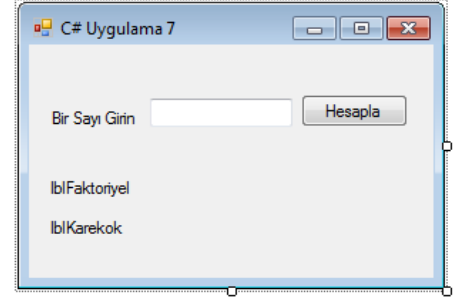 C# Uygulama 7
Bir Sayı Girin
Hesapla
lblFaktoriyel
lblKarekok